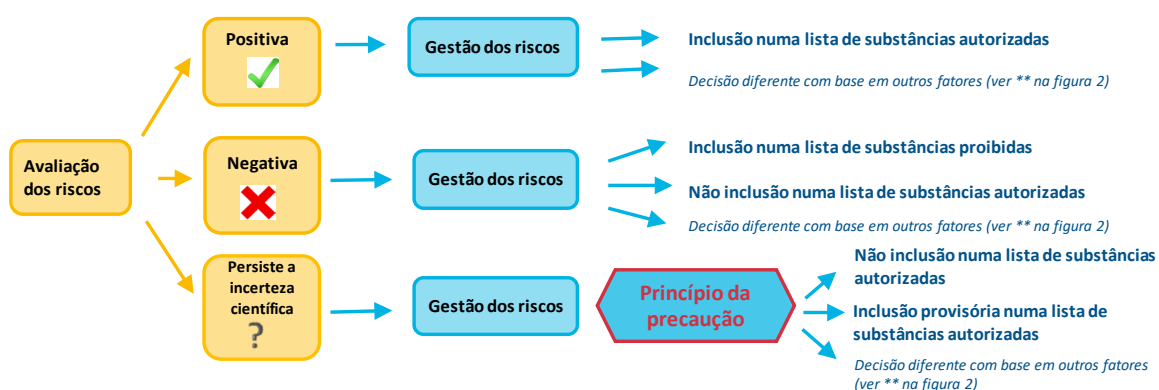 Positiva
Gestão dos riscos
Inclusão numa lista de substâncias autorizadas
Decisão diferente com base em outros fatores (ver ** na figura 2)
Avaliação
dos riscos
Negativa
Gestão dos riscos
Inclusão numa lista de substâncias proibidas
Não inclusão numa lista de substâncias autorizadas
Decisão diferente com base em outros fatores (ver ** na figura 2)
Persiste a
incerteza
científica
?
Gestão dos riscos
Princípio da
precaução
Não inclusão numa lista de substâncias
autorizadas
Inclusão provisória numa lista de
substâncias autorizadas
Decisão diferente com base em outros fatores
(ver ** na figura 2)